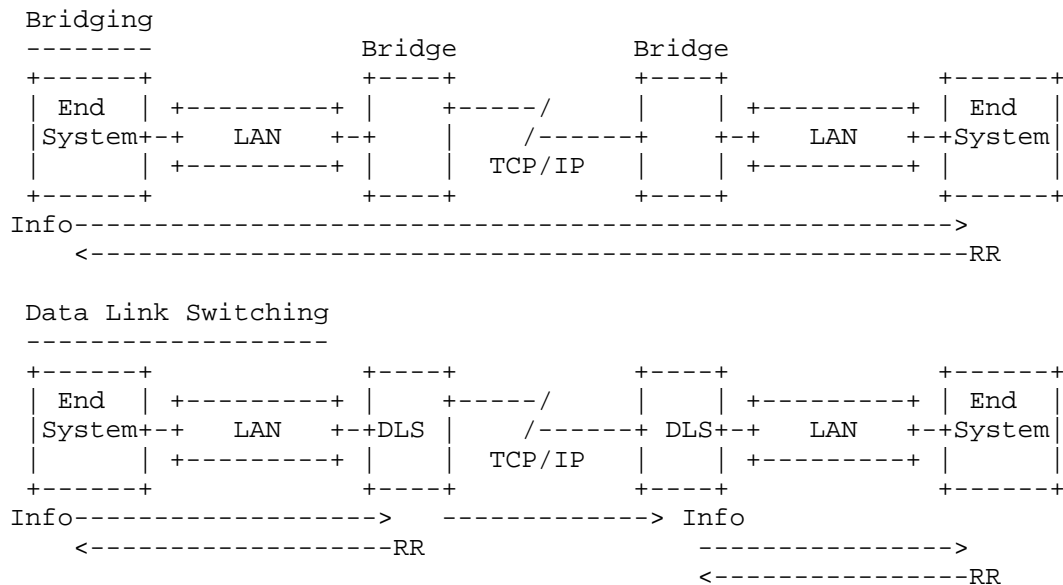 Bridging
--------
Bridge Bridge
End End
System LAN LAN System
TCP/IP
Info
RR
Data Link Switching
-------------------
End End
System LAN DLS DLS LAN System
TCP/IP
Info Info
RR
RR